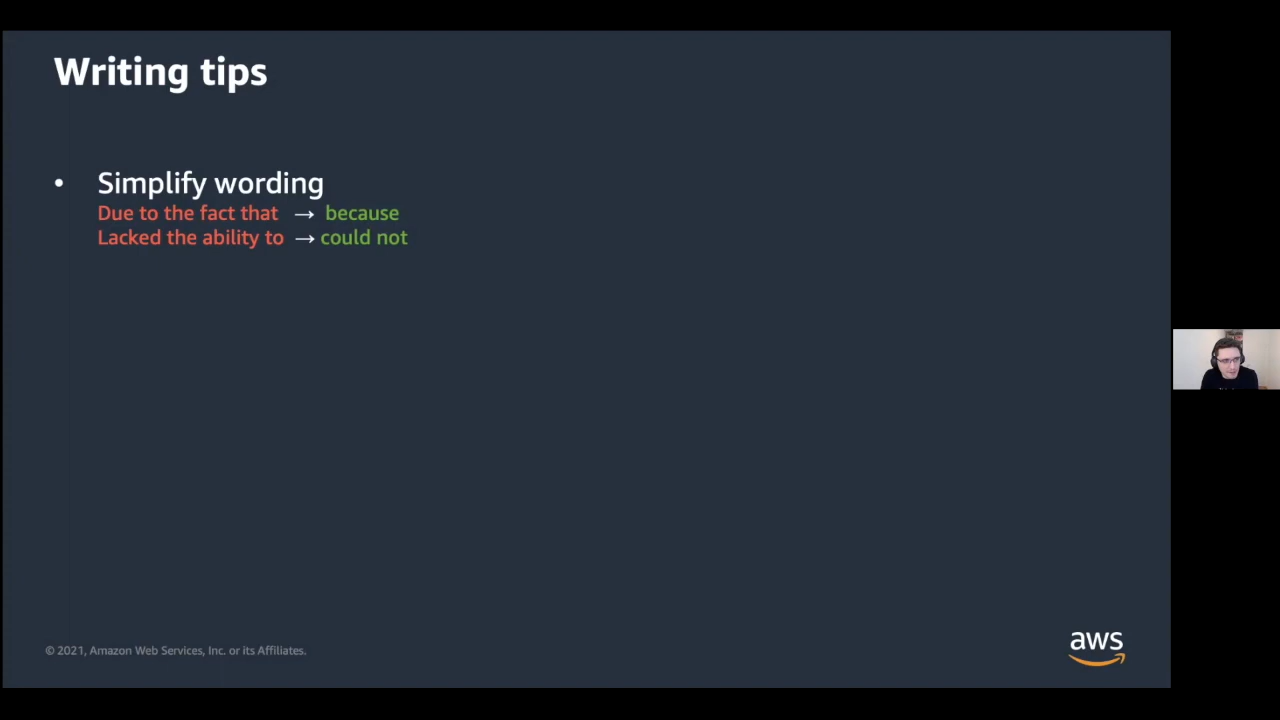 Writing tips
• Simplify wording
Due to the fact that → because
Lacked the ability to → could not
© 2021, Amazon Web Services, Inc. or its Affiliates.
aws